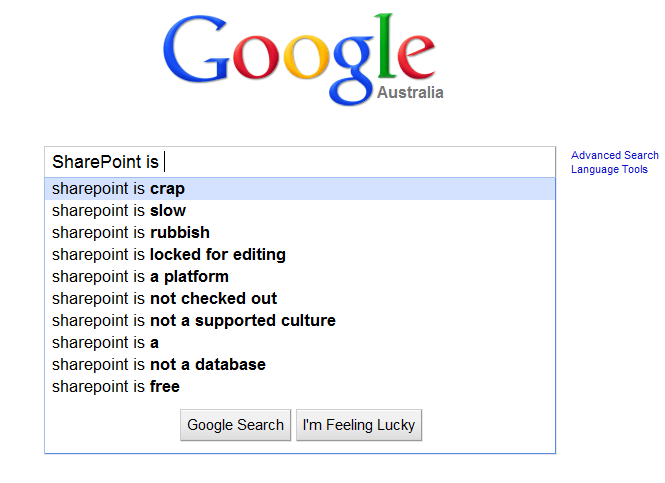 Google
Australia
SharePoint is
Advanced Search
Language Tools
sharepoint is crap
sharepoint is slow
sharepoint is rubbish
sharepoint is locked for editing
sharepoint is a platform
sharepoint is not checked out
sharepoint is not a supported culture
sharepoint is a
sharepoint is not a database
sharepoint is free
Google Search I'm Feeling Lucky